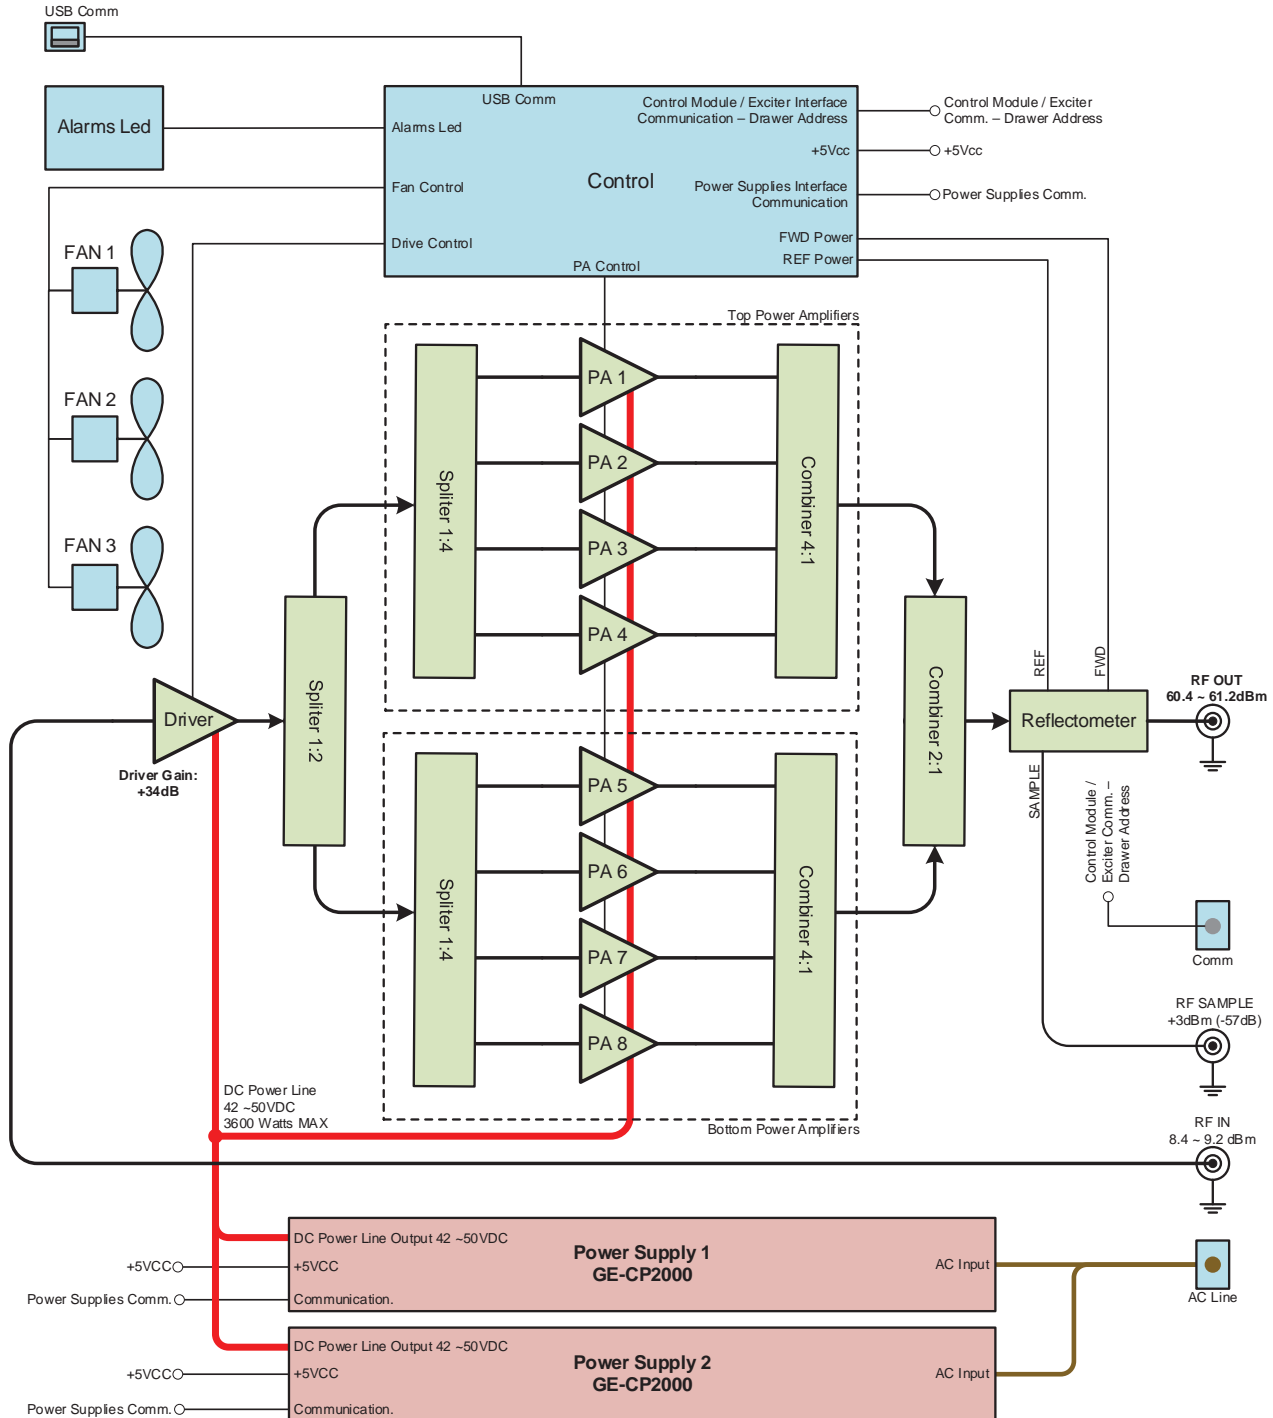 USB Comm
Alarms Led
USB Comm
Alarms Led
Fan Control
Drive Control
Control
PA Control
Control Module / Exciter Interface
Communication – Drawer Address
+5Vcc
Power Supplies Interface
Communication
FWD Power
REF Power
Control Module / Exciter
Comm. – Drawer Address
+5Vcc
Power Supplies Comm.
FAN 1
FAN 2
FAN 3
Top Power Amplifiers
Spliter 1:4
PA 1
PA 2
PA 3
PA 4
Combiner 4:1
Driver
Driver Gain:
+34dB
Spliter 1:2
Spliter 1:4
PA 5
PA 6
PA 7
PA 8
Combiner 4:1
Bottom Power Amplifiers
Combiner 2:1
REF
FWD
Reflectometer
SAMPLE
RF OUT
60.4 ~ 61.2dBm
Control Module /
Exciter Comm. –
Drawer Address
Comm
RF SAMPLE
+3dBm (-57dB)
RF IN
8.4 ~ 9.2 dBm
DC Power Line
42 ~50VDC
3600 Watts MAX
DC Power Line Output 42 ~50VDC
+5VCC
+5VCC
Power Supplies Comm.
Communication.
Power Supply 1
GE-CP2000
AC Input
AC Line
DC Power Line Output 42 ~50VDC
+5VCC
+5VCC
Power Supplies Comm.
Communication.
Power Supply 2
GE-CP2000
AC Input